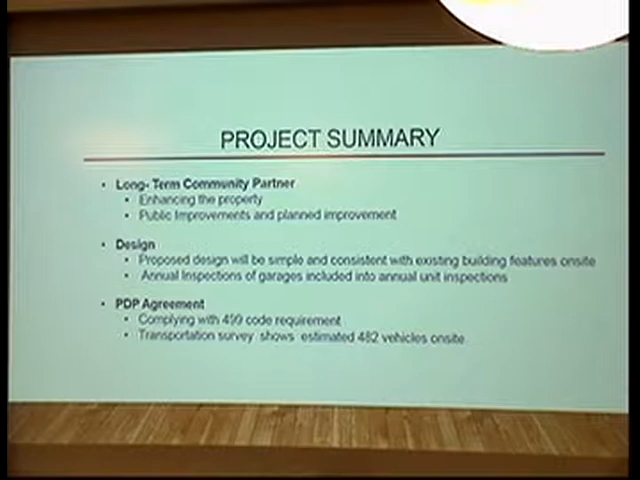 PROJECT SUMMARY
• Long- Term Community Partner
• Enhancing the property
• Public Improvements and planned improvement
• Design
• Proposed design will be simple and consistent with existing building features onsite
• Annual Inspections of garages included into annual unit inspections
• PDP Agreement
• Complying with 499 code requirement
• Transportation survey shows estimated 482 vehicles onsite